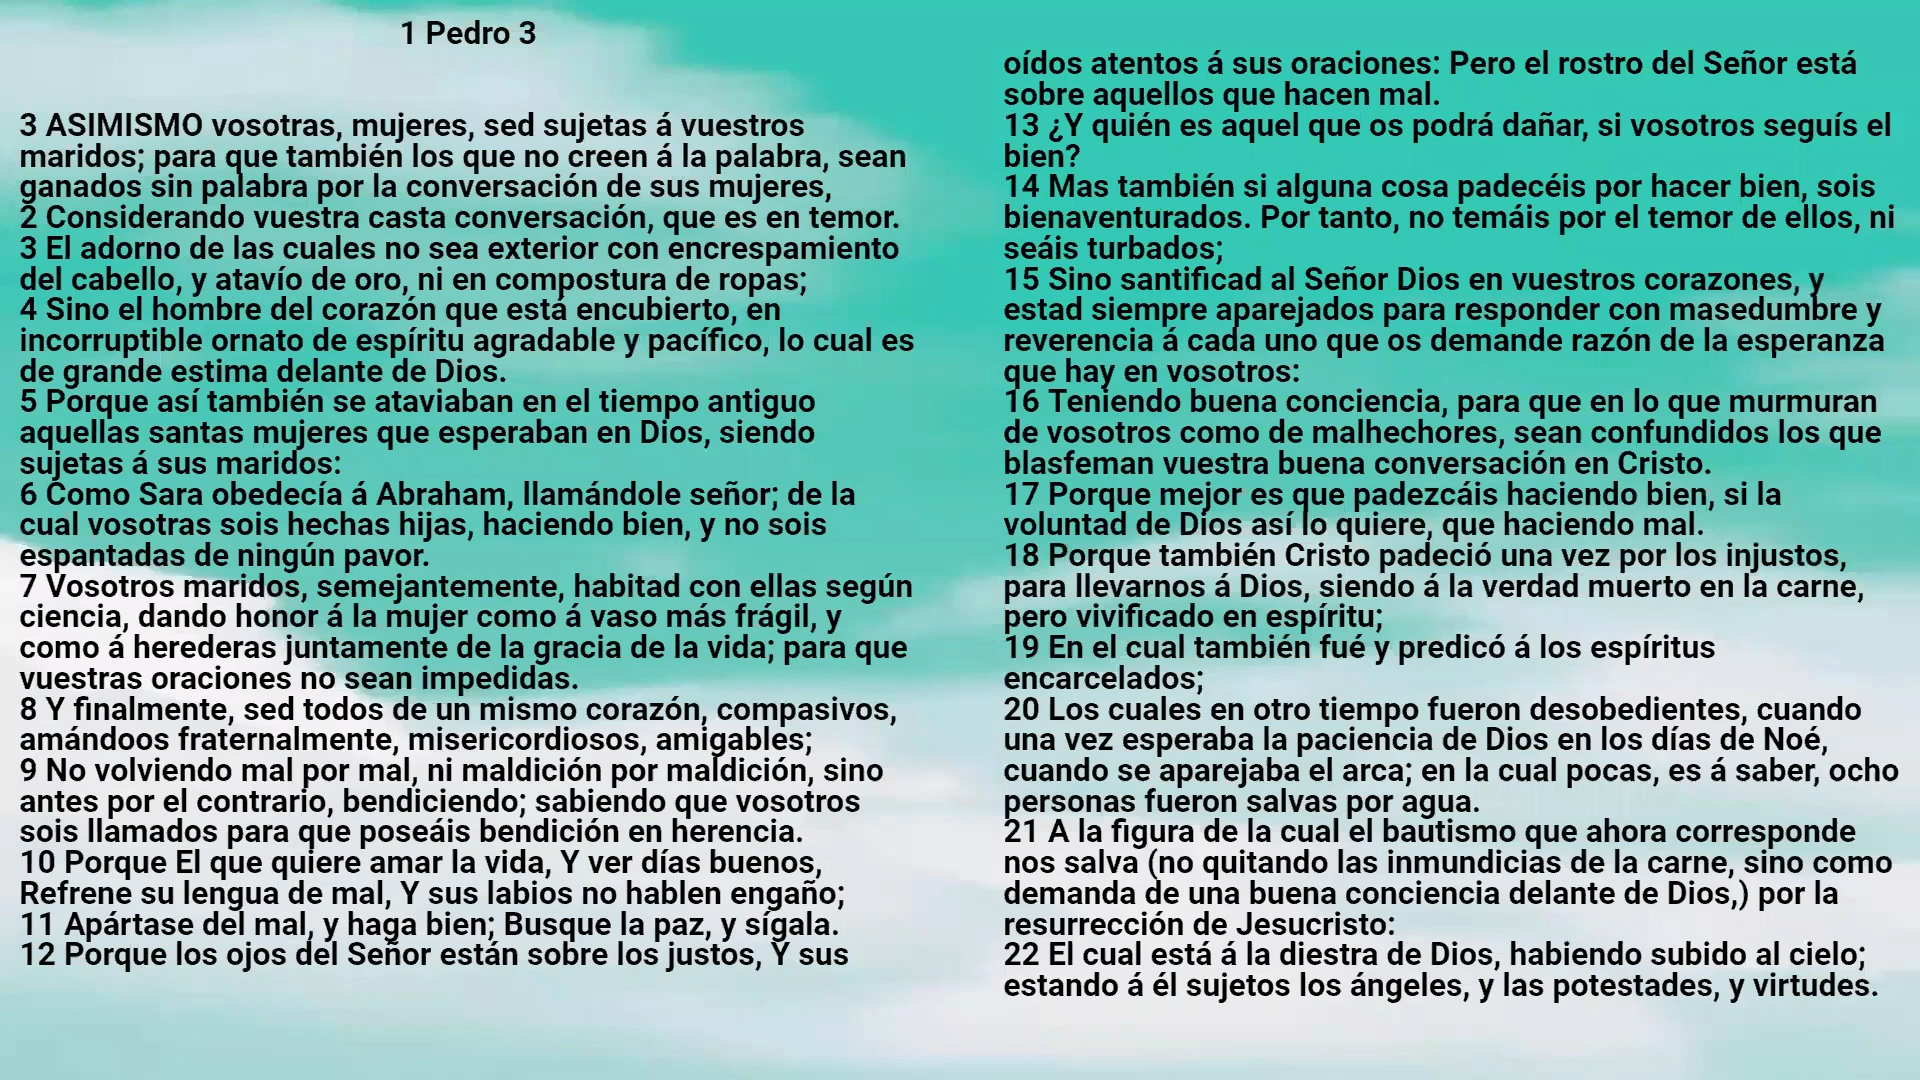 1 Pedro 3
3 ASIMISMO vosotras, mujeres, sed sujetas á vuestros
maridos; para que también los que no creen á la palabra, sean
ganados sin palabra por la conversación de sus mujeres,
2 Considerando vuestra casta conversación, que es en temor.
3 El adorno de las cuales no sea exterior con encrespamiento
del cabello, y atavío de oro, ni en compostura de ropas;
4 Sino el hombre del corazón que está encubierto, en
incorruptible ornato de espíritu agradable y pacífico, lo cual es
de grande estima delante de Dios.
5 Porque así también se ataviaban en el tiempo antiguo
aquellas santas mujeres que esperaban en Dios, siendo
sujetas á sus maridos:
6 Como Sara obedecía á Abraham, llamándole señor; de la
cual vosotras sois hechas hijas, haciendo bien, y no sois
espantadas de ningún pavor.
7 Vosotros maridos, semejantemente, habitad con ellas según
ciencia, dando honor á la mujer como á vaso más frágil, y
como á herederas juntamente de la gracia de la vida; para que
vuestras oraciones no sean impedidas.
8 Y finalmente, sed todos de un mismo corazón, compasivos,
amándoos fraternalmente, misericordiosos, amigables;
9 No volviendo mal por mal, ni maldición por maldición, sino
antes por el contrario, bendiciendo; sabiendo que vosotros
sois llamados para que poseáis bendición en herencia.
10 Porque El que quiere amar la vida, Y ver días buenos,
Refrene su lengua de mal, Y sus labios no hablen engaño;
11 Apártase del mal, y haga bien; Busque la paz, y sígala.
12 Porque los ojos del Señor están sobre los justos, Y sus
oídos atentos á sus oraciones: Pero el rostro del Señor está
sobre aquellos que hacen mal.
13 ¿Y quién es aquel que os podrá dañar, si vosotros seguís el
bien?
14 Mas también si alguna cosa padecéis por hacer bien, sois
bienaventurados. Por tanto, no temáis por el temor de ellos, ni
seáis turbados;
15 Sino santificad al Señor Dios en vuestros corazones, y
estad siempre aparejados para responder con masedumbre y
reverencia á cada uno que os demande razón de la esperanza
que hay en vosotros:
16 Teniendo buena conciencia, para que en lo que murmuran
de vosotros como de malhechores, sean confundidos los que
blasfeman vuestra buena conversación en Cristo.
17 Porque mejor es que padezcáis haciendo bien, si la
voluntad de Dios así lo quiere, que haciendo mal.
18 Porque también Cristo padeció una vez por los injustos,
para llevarnos á Dios, siendo á la verdad muerto en la carne,
pero vivificado en espíritu;
19 En el cual también fué y predicó á los espíritus
encarcelados;
20 Los cuales en otro tiempo fueron desobedientes, cuando
una vez esperaba la paciencia de Dios en los días de Noé,
cuando se aparejaba el arca; en la cual pocas, es á saber, ocho
personas fueron salvas por agua.
21 A la figura de la cual el bautismo que ahora corresponde
nos salva (no quitando las inmundicias de la carne, sino como
demanda de una buena conciencia delante de Dios,) por la
resurrección de Jesucristo:
22 El cual está á la diestra de Dios, habiendo subido al cielo;
estando á él sujetos los ángeles, y las potestades, y virtudes.